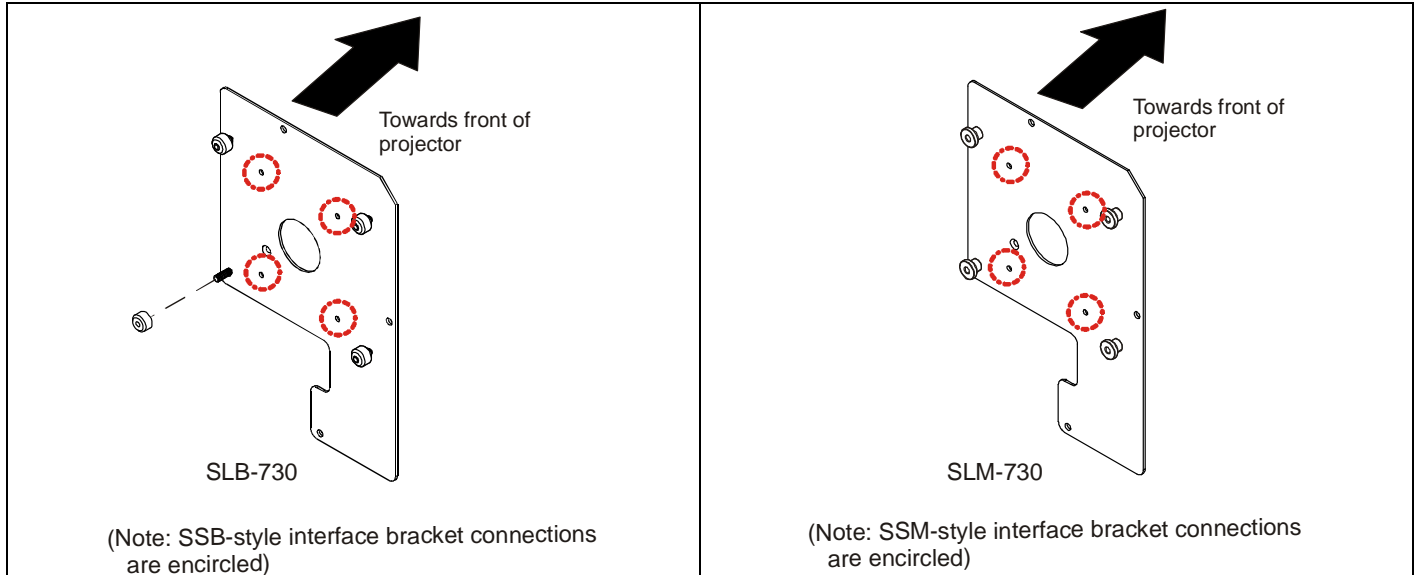 Towards front of
projector
SLB-730
(Note: SSB-style interface bracket connections
are encircled)
Towards front of
projector
SLM-730
(Note: SSM-style interface bracket connections
are encircled)